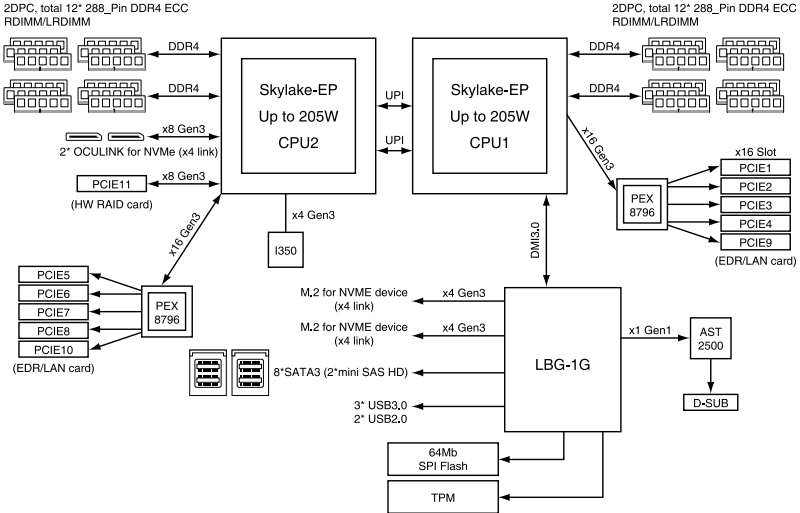 2DPC, total 12* 288_Pin DDR4 ECC
RDIMM/LRDIMM
2DPC, total 12* 288_Pin DDR4 ECC
RDIMM/LRDIMM
DDR4
DDR4
DDR4
DDR4
Skylake-EP
Up to 205W
CPU2
UPI
UPI
Skylake-EP
Up to 205W
CPU1
x8 Gen3
2* OCULINK for NVMe (x4 link)
x8 Gen3
PCIE11
(HW RAID card)
x16 Gen3
x4 Gen3
I350
x16 Gen3
x16 Slot
PEX
8796
PCIE1
PCIE2
PCIE3
PCIE4
PCIE9
(EDR/LAN card)
DMI3.0
PCIE5
PCIE6
PCIE7
PCIE8
PCIE10
(EDR/LAN card)
PEX
8796
M.2 for NVME device
(x4 link)
x4 Gen3
M.2 for NVME device
(x4 link)
x4 Gen3
8*SATA3 (2*mini SAS HD)
3* USB3.0
2* USB2.0
LBG-1G
x1 Gen1
AST
2500
D-SUB
64Mb
SPI Flash
TPM